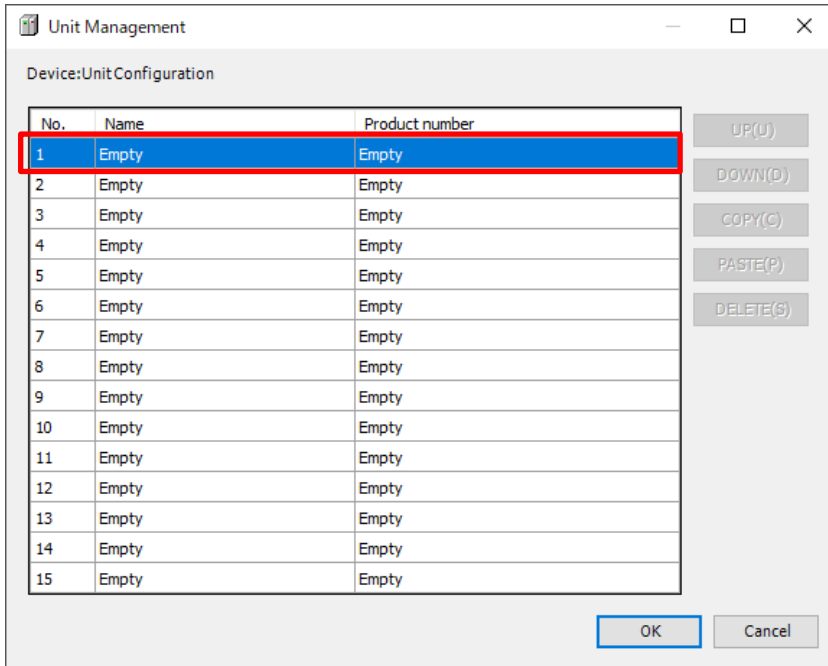 Unit Management
Device:UnitConfiguration
No. Name Product number
1 Empty Empty
2 Empty Empty
3 Empty Empty
4 Empty Empty
5 Empty Empty
6 Empty Empty
7 Empty Empty
8 Empty Empty
9 Empty Empty
10 Empty Empty
11 Empty Empty
12 Empty Empty
13 Empty Empty
14 Empty Empty
15 Empty Empty
UP(U)
DOWN(D)
COPY(C)
PASTE(P)
DELETE(S)
OK Cancel